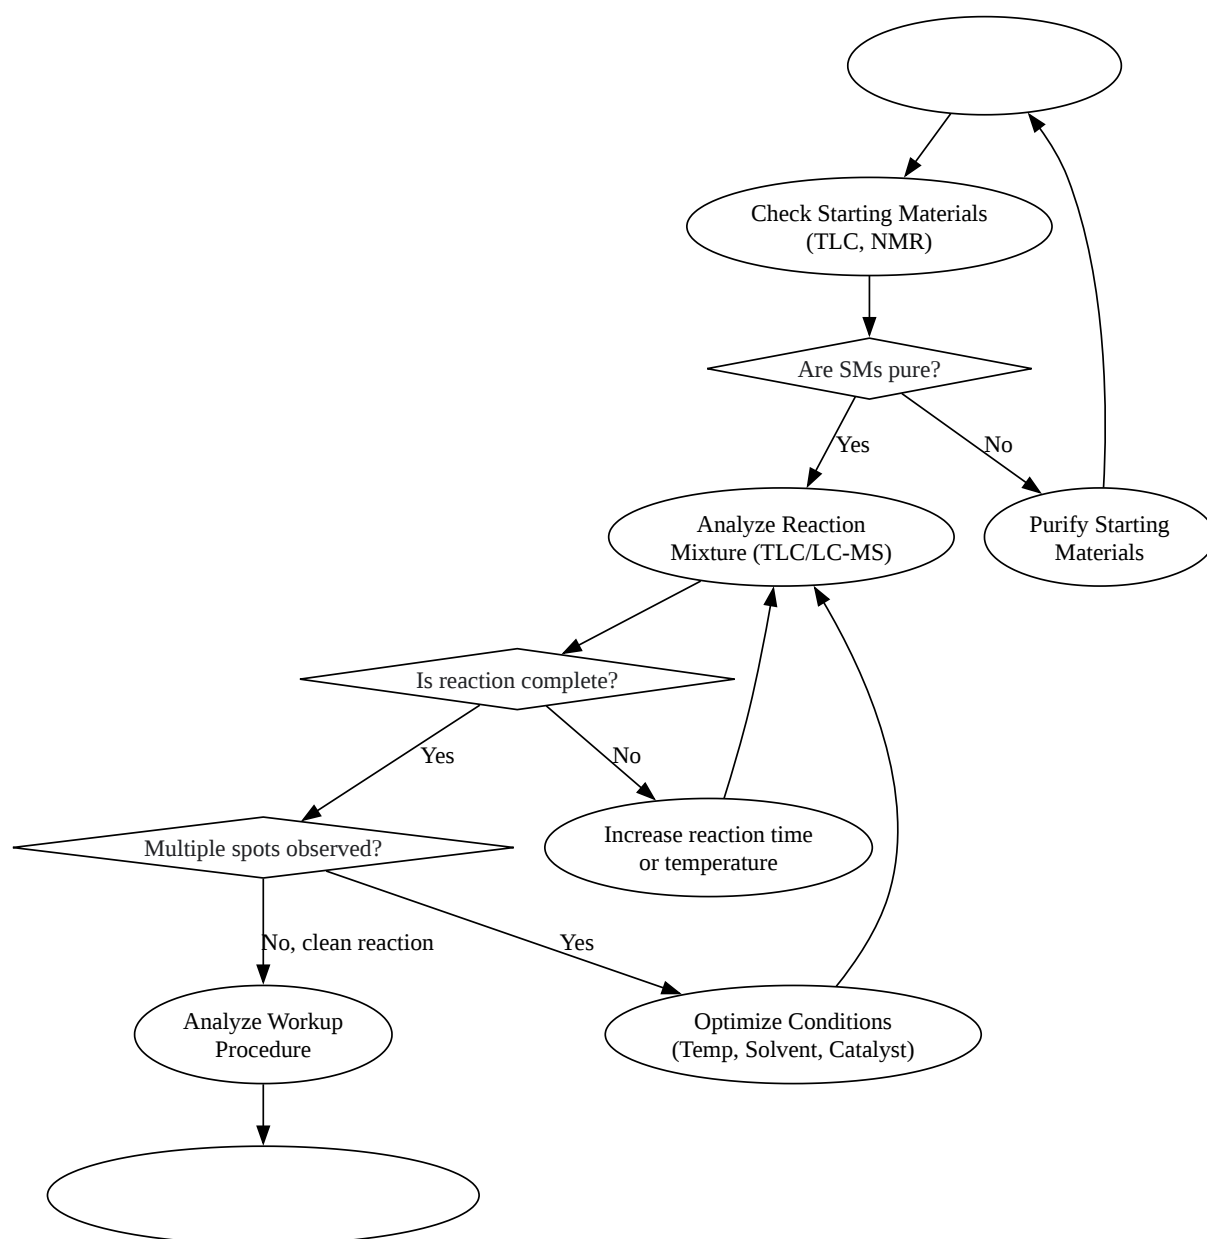 Check Starting Materials
(TLC, NMR)
Are SMs pure?
Yes
No
Analyze Reaction
Mixture (TLC/LC-MS)
Purify Starting
Materials
Is reaction complete?
Yes
No
Multiple spots observed?
Increase reaction time
or temperature
No, clean reaction
Yes
Analyze Workup
Procedure
Optimize Conditions
(Temp, Solvent, Catalyst)